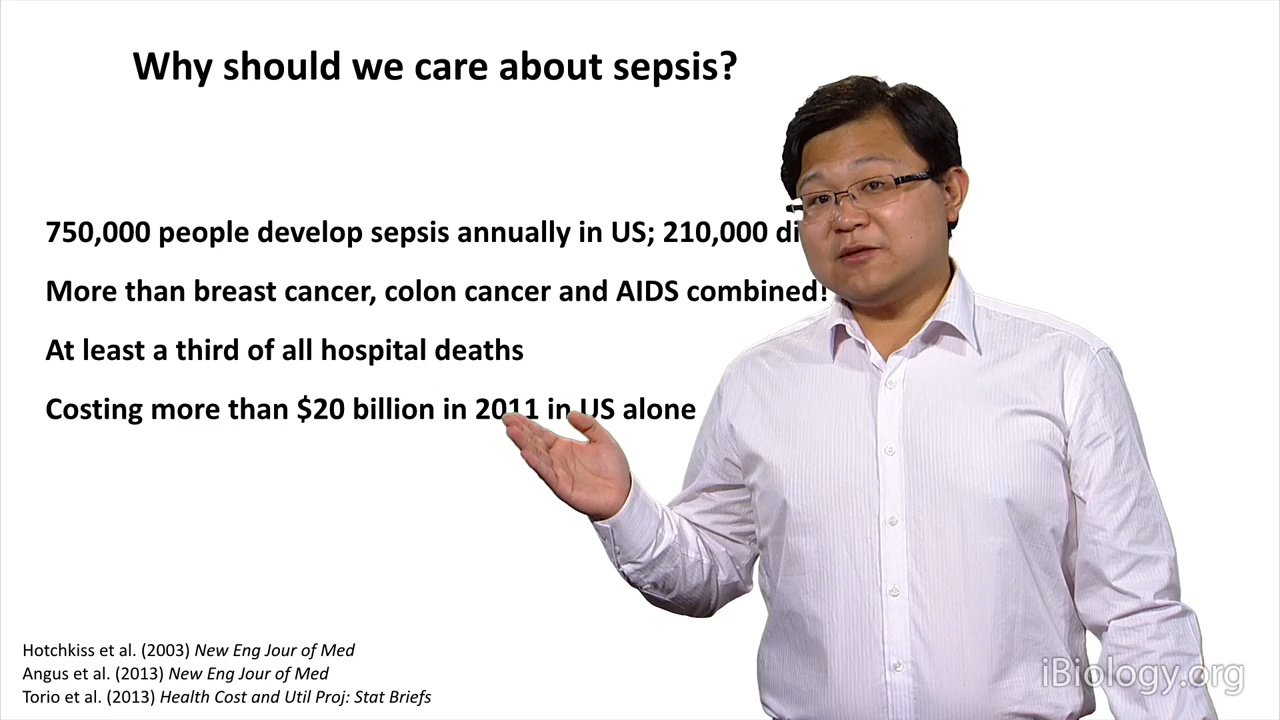 Why should we care about sepsis?
750,000 people develop sepsis annually in US; 210,000
More than breast cancer, colon cancer and AIDS combined!
At least a third of all hospital deaths
Costing more than $20 billion in 2011 in US alone
Hotchkiss et al. (2003) New Eng Jour of Med
Angus et al. (2013) New Eng Jour of Med
Torio et al. (2013) Health Cost and Util Proj: Stat Briefs
iBiology.org